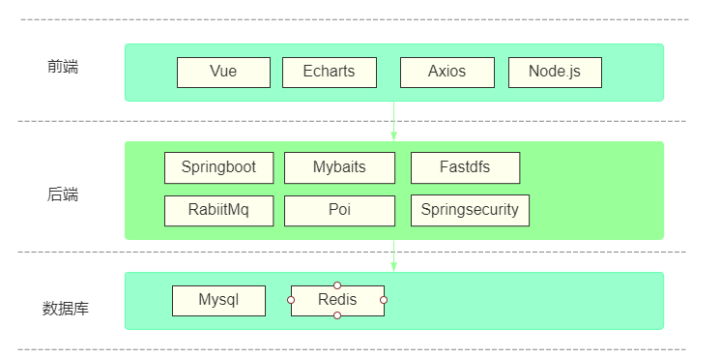 前端
Vue Echarts Axios Node.js
后端
Springboot Mybaits Fastdfs
RabiitMq Poi Springsecurity
数据库
Mysql Redis